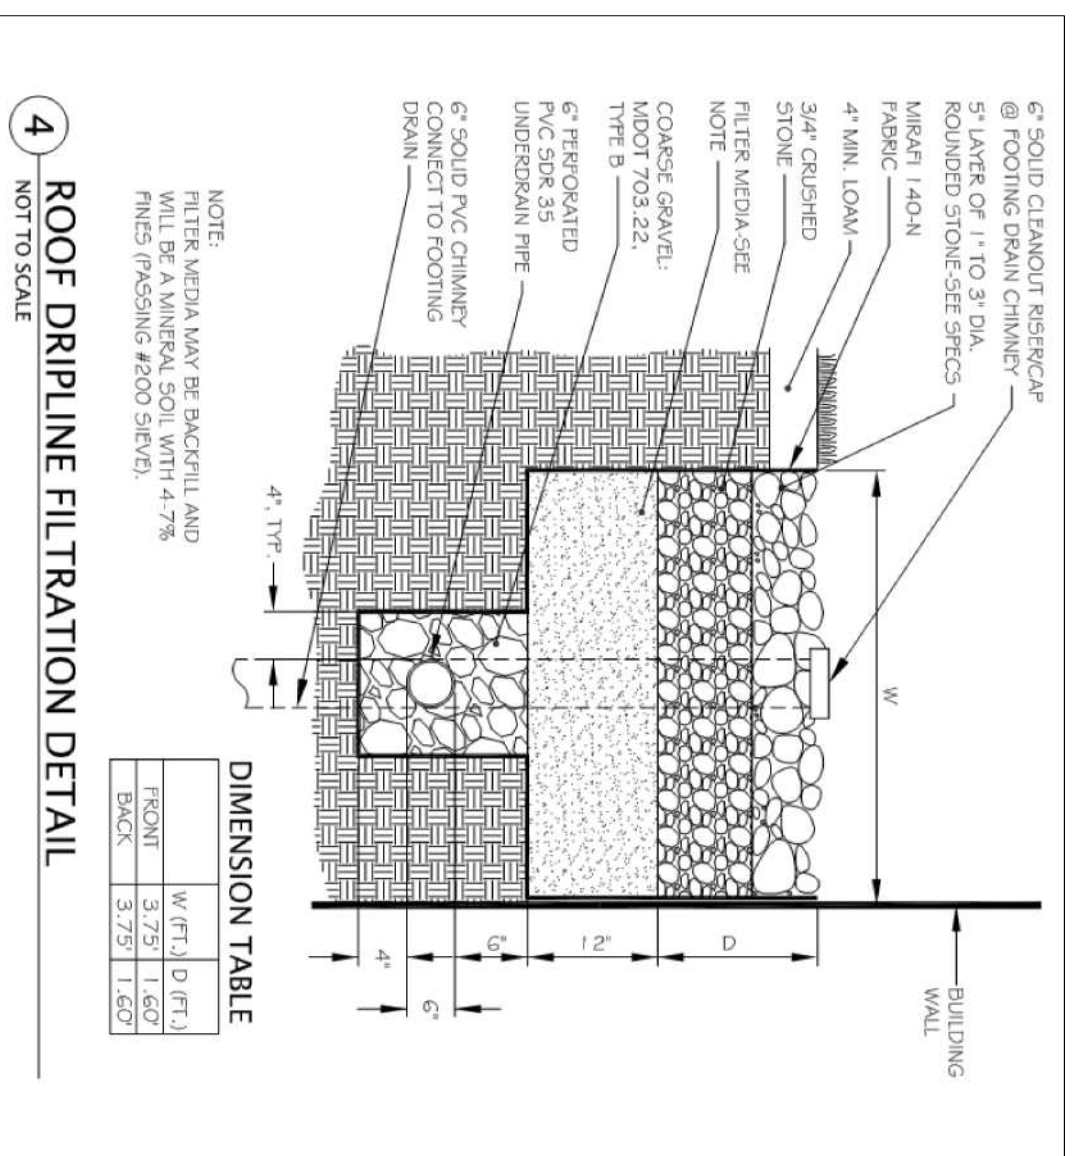 6" SOLID CLEANOUT RISER/CAP
@ FOOTING DRAIN CHIMNEY
5" LAYER OF 1" TO 3" DIA.
ROUNDED STONE-SEE SPECS
MIRAFI 140-N
FABRIC
4" MIN. LOAM
3/4" CRUSHED
STONE
FILTER MEDIA-SEE
NOTE
COARSE GRAVEL:
MDOT 703.22,
TYPE B
6" PERFORATED
PVC SDR 35
UNDERDRAIN PIPE
6" SOLID PVC CHIMNEY
CONNECT TO FOOTING
DRAIN
W
BUILDING
WALL
D
12"
6"
4"
6"
4", TYP.
NOTE:
FILTER MEDIA MAY BE BACKFILL AND
WILL BE A MINERAL SOIL WITH 4-7%
FINES (PASSING #200 SIEVE).
DIMENSION TABLE
W (FT.) D (FT.)
FRONT 3.75' 1.60'
BACK 3.75' 1.60'
4 ROOF DRIPLINE FILTRATION DETAIL
NOT TO SCALE